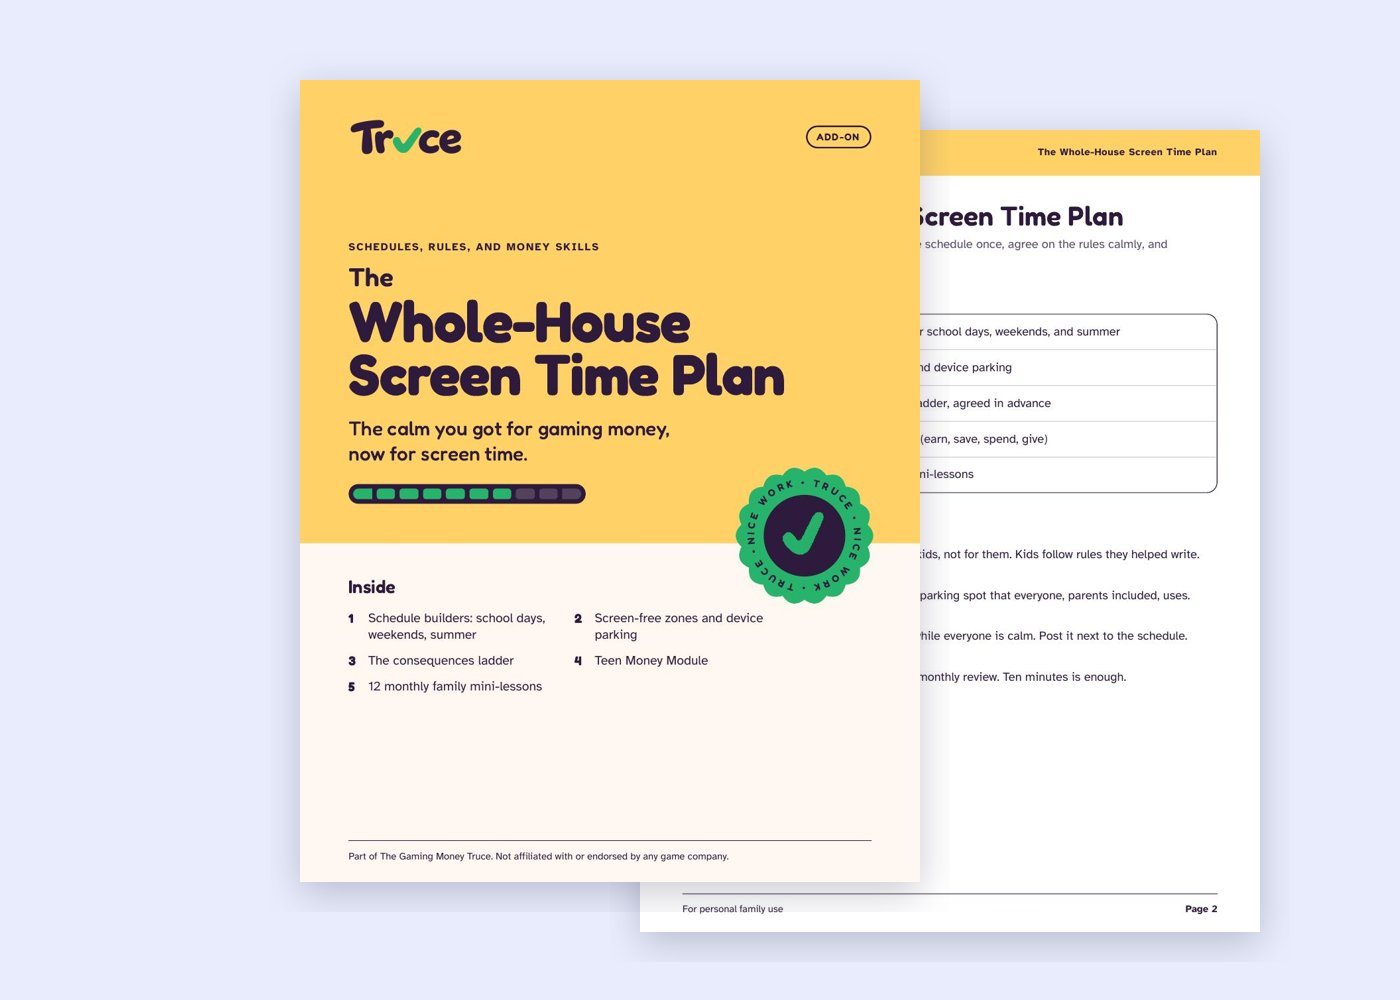 Truce
ADD-ON
SCHEDULES, RULES, AND MONEY SKILLS
The
Whole-House
Screen Time Plan
The calm you got for gaming money,
now for screen time.
NICE WORK • TRUCE • NICE WORK • TRUCE •
Inside
1 Schedule builders: school days,
weekends, summer
2 Screen-free zones and device
parking
3 The consequences ladder
4 Teen Money Module
5 12 monthly family mini-lessons
Part of The Gaming Money Truce. Not affiliated with or endorsed by any game company.
The Whole-House Screen Time Plan
Screen Time Plan
schedule once, agree on the rules calmly, and
school days, weekends, and summer
device parking
agreed in advance
(earn, save, spend, give)
mini-lessons
kids, not for them. Kids follow rules they helped write.
parking spot that everyone, parents included, uses.
while everyone is calm. Post it next to the schedule.
monthly review. Ten minutes is enough.
For personal family use
Page 2